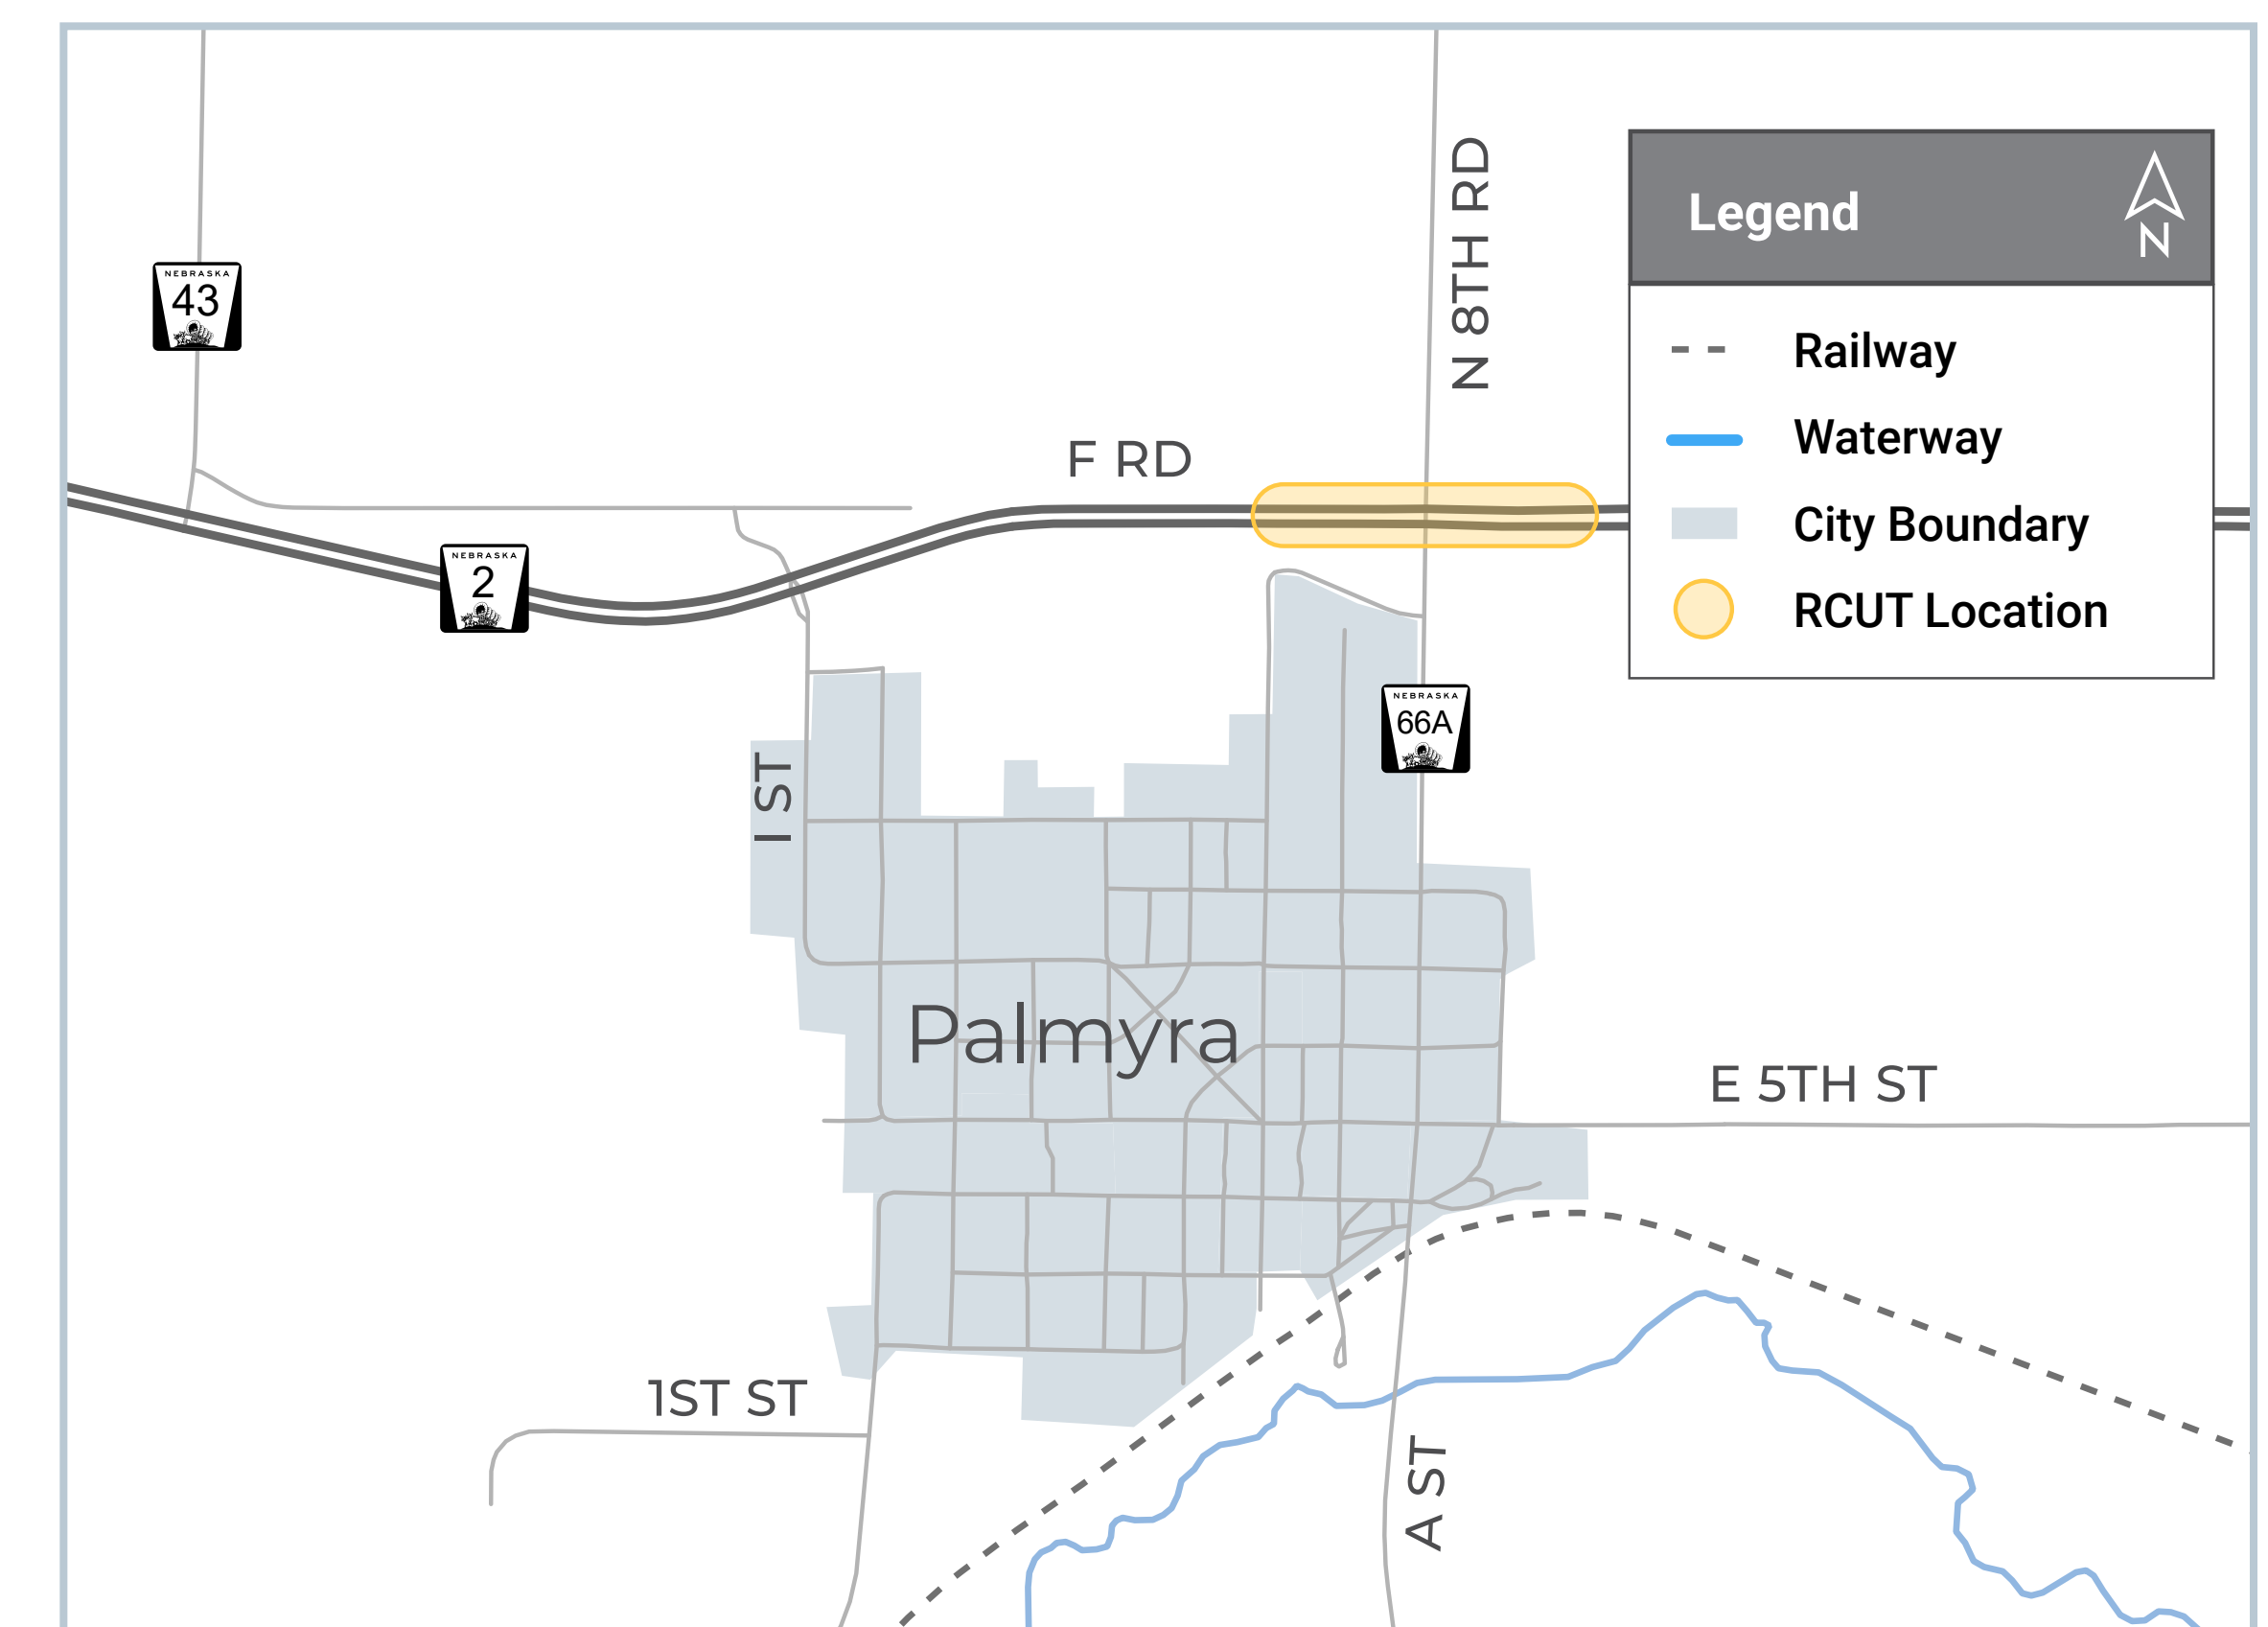 N 8TH RD
Legend
N
NEBRASKA
43
Railway
Waterway
F RD
City Boundary
NEBRASKA
2
RCUT Location
NEBRASKA
66A
I ST
Palmyra
E 5TH ST
1ST ST
A ST